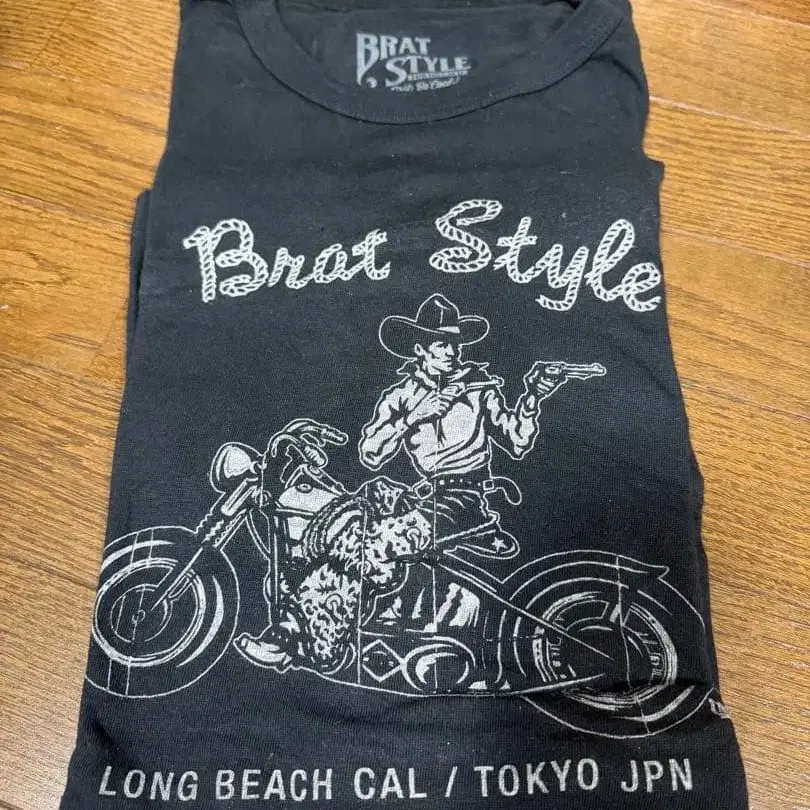 BRAT
STYLE
Brat Style
LONG BEACH CAL / TOKYO JPN